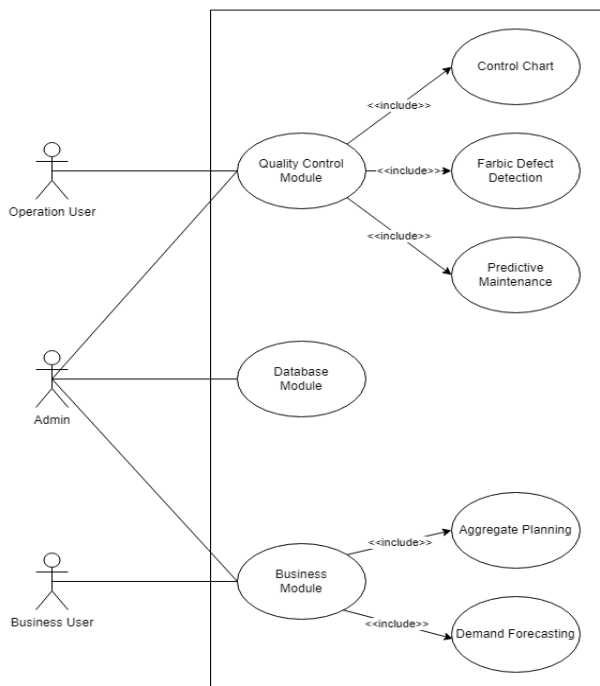 Control Chart
<<include>>
Quality Control
Module
<<include>>
Farbic Defect
Detection
Operation User
<<include>>
Predictive
Maintenance
Database
Module
Admin
Aggregate Planning
<<include>>
Business
Module
Business User
<<include>>
Demand Forecasting